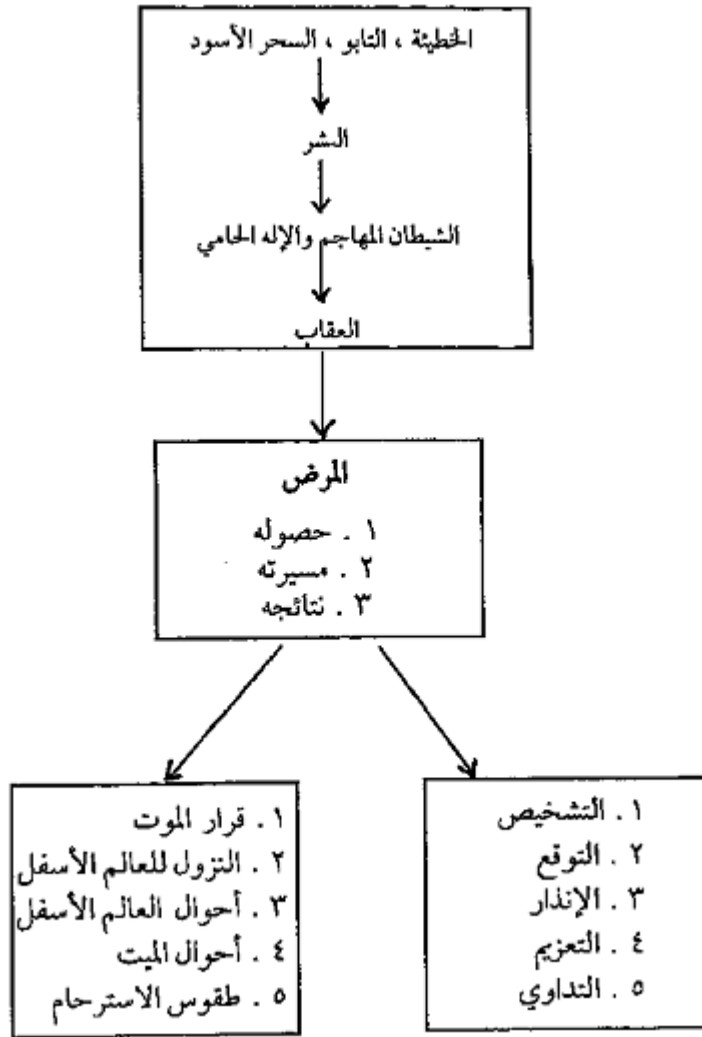 الخطيئة ، التابو ، السحر الأسود
الشر
الشيطان المهاجم والإله الحامي
العقاب
المرض
١ . حصوله
٢ . مسيرته
٣ . نتائجه
١ . التشخيص
٢ . التوقع
٣ . الإنذار
٤ . التعزيم
٥ . التداوي
١ . قرار الموت
٢ . النزول للعالم الأسفل
٣ . أحوال العالم الأسفل
٤ . أحوال الميت
٥ . طقوس الاسترحام